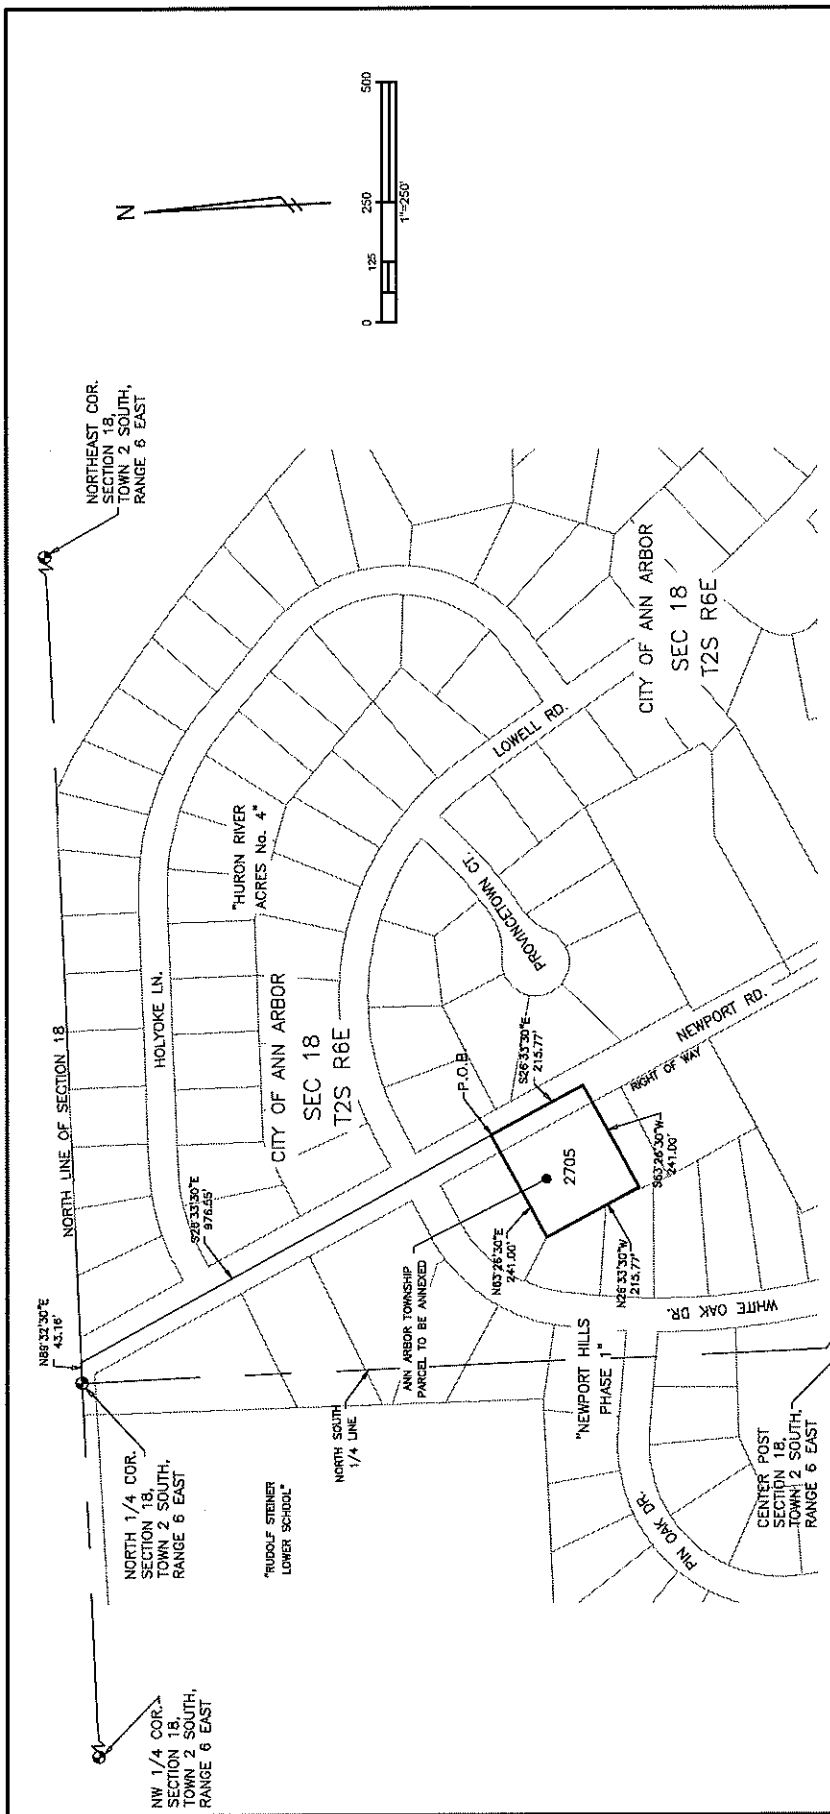 NW 1/4 COR.
SECTION 18,
TOWN 2 SOUTH,
RANGE 6 EAST
NORTH 1/4 COR.
SECTION 18,
TOWN 2 SOUTH,
RANGE 6 EAST
N89°32'30"E
43.16'
NORTH LINE OF SECTION 18
NORTHEAST COR.
SECTION 18,
TOWN 2 SOUTH,
RANGE 6 EAST
N
0
125
250
500
1"=250'
"RUDOLF STEINER
LOWER SCHOOL"
NORTH SOUTH
1/4 LINE
S26°33'30"E
976.55'
HOLYOKE LN.
"HURON RIVER
ACRES No. 4"
CITY OF ANN ARBOR
SEC 18
T2S R6E
ANN ARBOR TOWNSHIP
PARCEL TO BE ANNEXED
P.O.B.
N63°26'30"E
241.00'
S26°33'30"E
215.77'
2705
N26°33'30"W
215.77'
S63°26'30"W
241.00'
PROVINCETOWN CT.
LOWELL RD.
NEWPORT RD.
RIGHT OF WAY
CITY OF ANN ARBOR
SEC 18
T2S R6E
"NEWPORT HILLS
PHASE 1"
WHITE OAK DR.
PIN OAK DR.
CENTER POST
SECTION 18,
TOWN 2 SOUTH,
RANGE 6 EAST